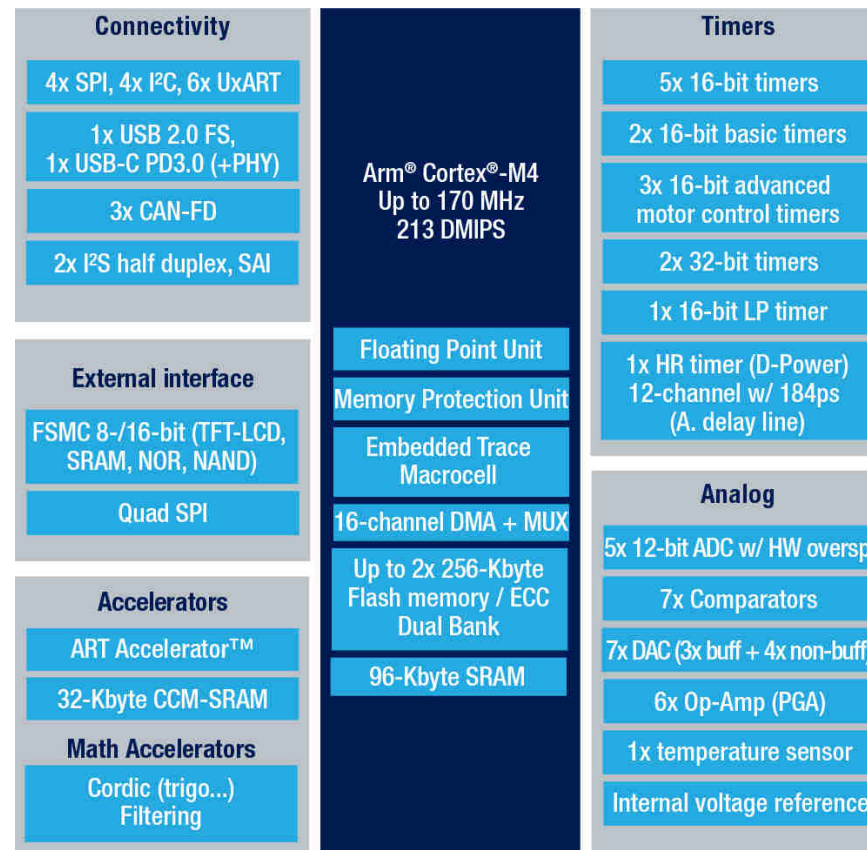 Connectivity
4x SPI, 4x I²C, 6x UxART
1x USB 2.0 FS,
1x USB-C PD3.0 (+PHY)
3x CAN-FD
2x I²S half duplex, SAI
External interface
FSMC 8-/16-bit (TFT-LCD,
SRAM, NOR, NAND)
Quad SPI
Accelerators
ART Accelerator™
32-Kbyte CCM-SRAM
Math Accelerators
Cordic (trigo...)
Filtering
Arm® Cortex®-M4
Up to 170 MHz
213 DMIPS
Floating Point Unit
Memory Protection Unit
Embedded Trace
Macrocell
16-channel DMA + MUX
Up to 2x 256-Kbyte
Flash memory / ECC
Dual Bank
96-Kbyte SRAM
Timers
5x 16-bit timers
2x 16-bit basic timers
3x 16-bit advanced
motor control timers
2x 32-bit timers
1x 16-bit LP timer
1x HR timer (D-Power)
12-channel w/ 184ps
(A. delay line)
Analog
5x 12-bit ADC w/ HW oversp
7x Comparators
7x DAC (3x buff + 4x non-buff)
6x Op-Amp (PGA)
1x temperature sensor
Internal voltage reference